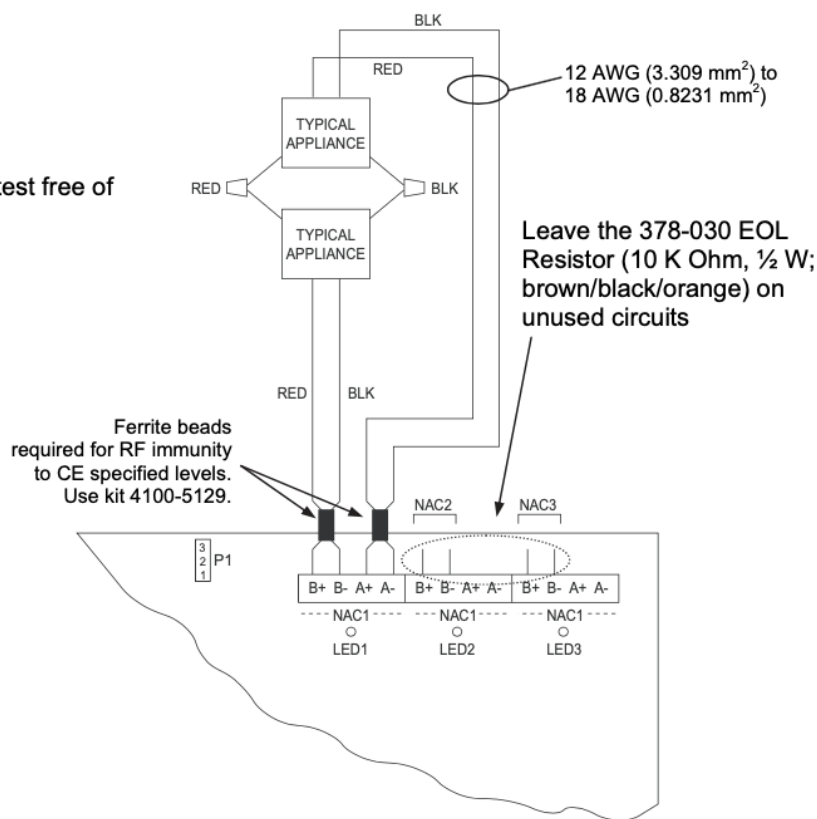 BLK
RED
12 AWG (3.309 mm²) to
18 AWG (0.8231 mm²)
TYPICAL
APPLIANCE
test free of
RED
BLK
TYPICAL
APPLIANCE
Leave the 378-030 EOL
Resistor (10 K Ohm, ½ W;
brown/black/orange) on
unused circuits
RED
BLK
Ferrite beads
required for RF immunity
to CE specified levels.
Use kit 4100-5129.
NAC2
NAC3
3
2
1
P1
B+ B- A+ A- B+ B- A+ A- B+ B- A+ A-
NAC1 NAC1 NAC1
LED1 LED2 LED3